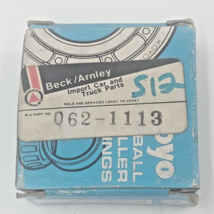 Beck/Arnley
Import Car and
Truck Parts
512
SOLD AND SERVICED COAST TO COAST
B/A PART NO.
062-1113
OYO
BALL
LLER
INGS